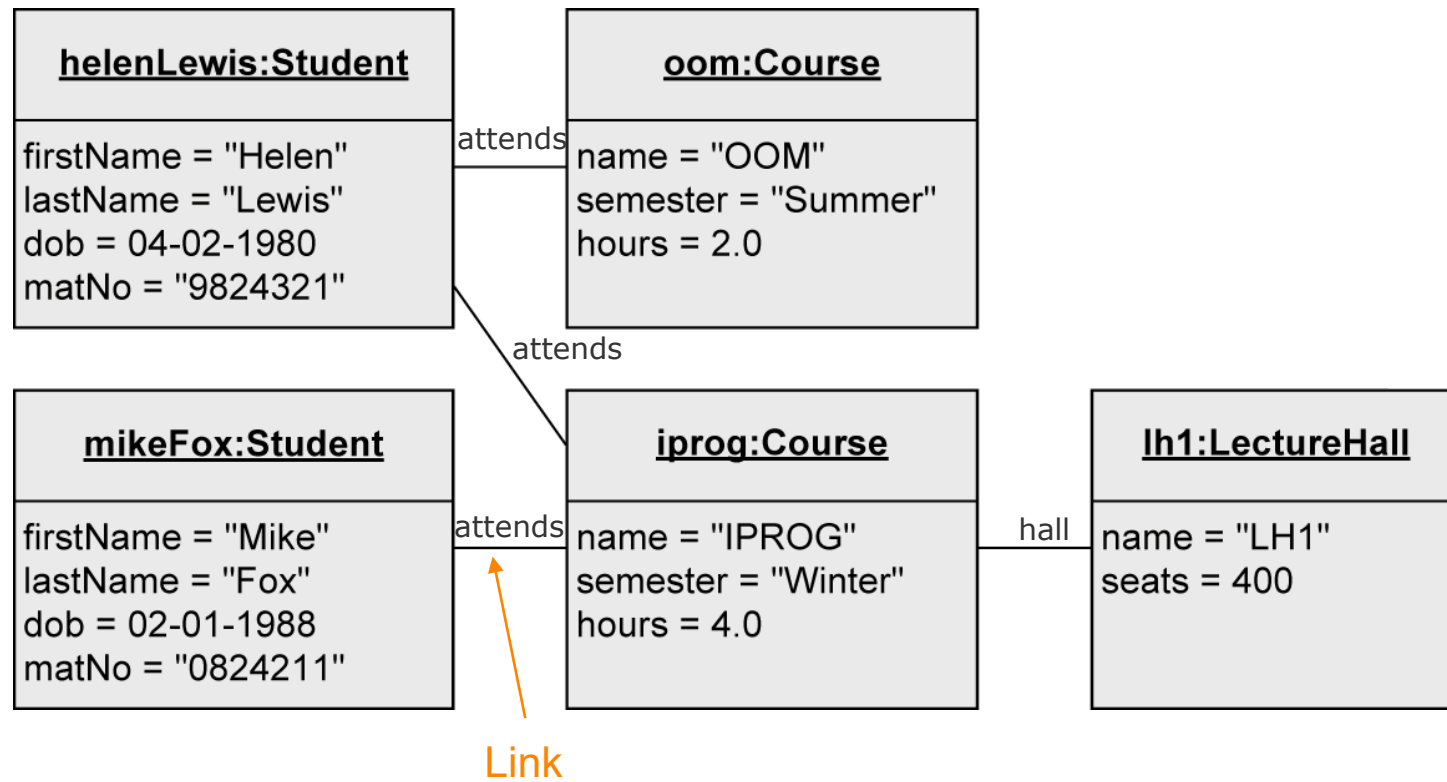 helenLewis:Student
firstName = "Helen"
lastName = "Lewis"
dob = 04-02-1980
matNo = "9824321"
attends
oom:Course
name = "OOM"
semester = "Summer"
hours = 2.0
attends
mikeFox:Student
firstName = "Mike"
lastName = "Fox"
dob = 02-01-1988
matNo = "0824211"
attends
iprog:Course
name = "IPROG"
semester = "Winter"
hours = 4.0
hall
lh1:LectureHall
name = "LH1"
seats = 400
Link